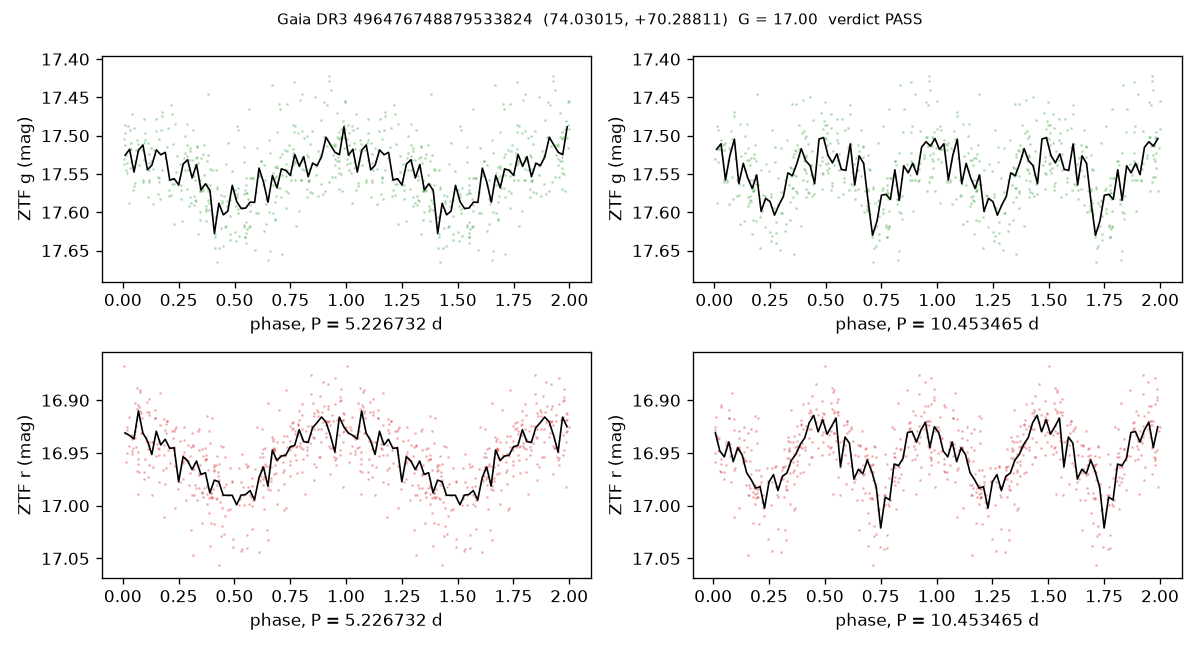 Gaia DR3 496476748879533824 (74.03015, +70.28811) G = 17.00 verdict PASS
ZTF g (mag)
17.40
17.45
17.50
17.55
17.60
17.65
0.00 0.25 0.50 0.75 1.00 1.25 1.50 1.75 2.00
phase, P = 5.226732 d
ZTF g (mag)
17.40
17.45
17.50
17.55
17.60
17.65
0.00 0.25 0.50 0.75 1.00 1.25 1.50 1.75 2.00
phase, P = 10.453465 d
ZTF r (mag)
16.90
16.95
17.00
17.05
0.00 0.25 0.50 0.75 1.00 1.25 1.50 1.75 2.00
phase, P = 5.226732 d
ZTF r (mag)
16.90
16.95
17.00
17.05
0.00 0.25 0.50 0.75 1.00 1.25 1.50 1.75 2.00
phase, P = 10.453465 d